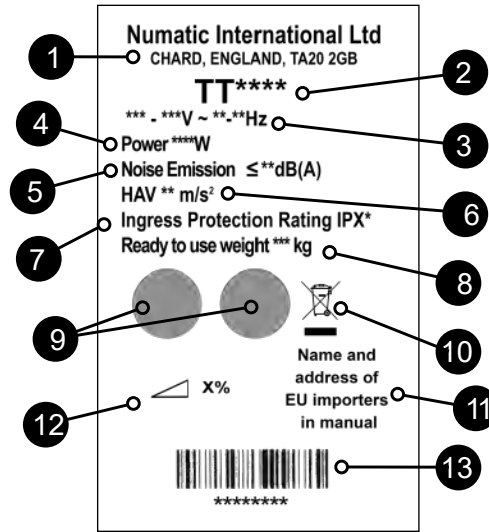 Numatic International Ltd
1 CHARD, ENGLAND, TA20 2GB
TT**** 2
*** - ***V ~ **-**Hz 3
4 Power ****W
5 Noise Emission ≤ **dB(A)
HAV ** m/s² 6
7 Ingress Protection Rating IPX*
Ready to use weight *** kg 8
9
10
Name and
address of
EU importers
in manual
11
12 X%
13
********